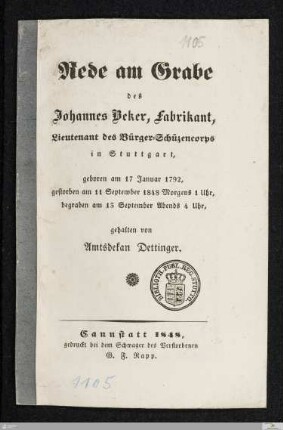 1105
Rede am Grabe
des
Johannes Beker, Fabrikant,
Lieutenant des Bürger-Schüzencorps
in Stuttgart,
geboren am 17 Januar 1792,
gestorben am 11 September 1848 Morgens 1 Uhr,
begraben am 13 September Abends 4 Uhr,
gehalten von
Amtsdekan Dettinger.
Cannstatt 1848,
gedruckt bei dem Schwager des Verstorbenen
G. F. Rapp.
1105